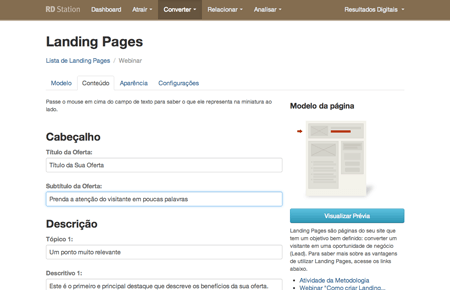 RD Station Dashboard Atrair Converter Relacionar Analisar Resultados Digitais
Landing Pages
Lista de Landing Pages / Webinar
Modelo Conteúdo Aparência Configurações
Passe o mouse em cima do campo de texto para saber o que ele representa na miniatura ao
lado.
Cabeçalho
Título da Oferta:
Título da Sua Oferta
Subtítulo da Oferta:
Prenda a atenção do visitante em poucas palavras
Descrição
Tópico 1:
Um ponto muito relevante
Descritivo 1:
Este é o primeiro e principal destaque que descreve os benefícios da sua oferta.
Modelo da página
Visualizar Prévia
Landing Pages são páginas do seu site que
tem um objetivo bem definido: converter um
visitante em uma oportunidade de negócio
(Lead). Para saber mais sobre as vantagens
de utilizar Landing Pages, acesse os links
abaixo.
Atividade da Metodologia
Webinar "Como criar Landing...